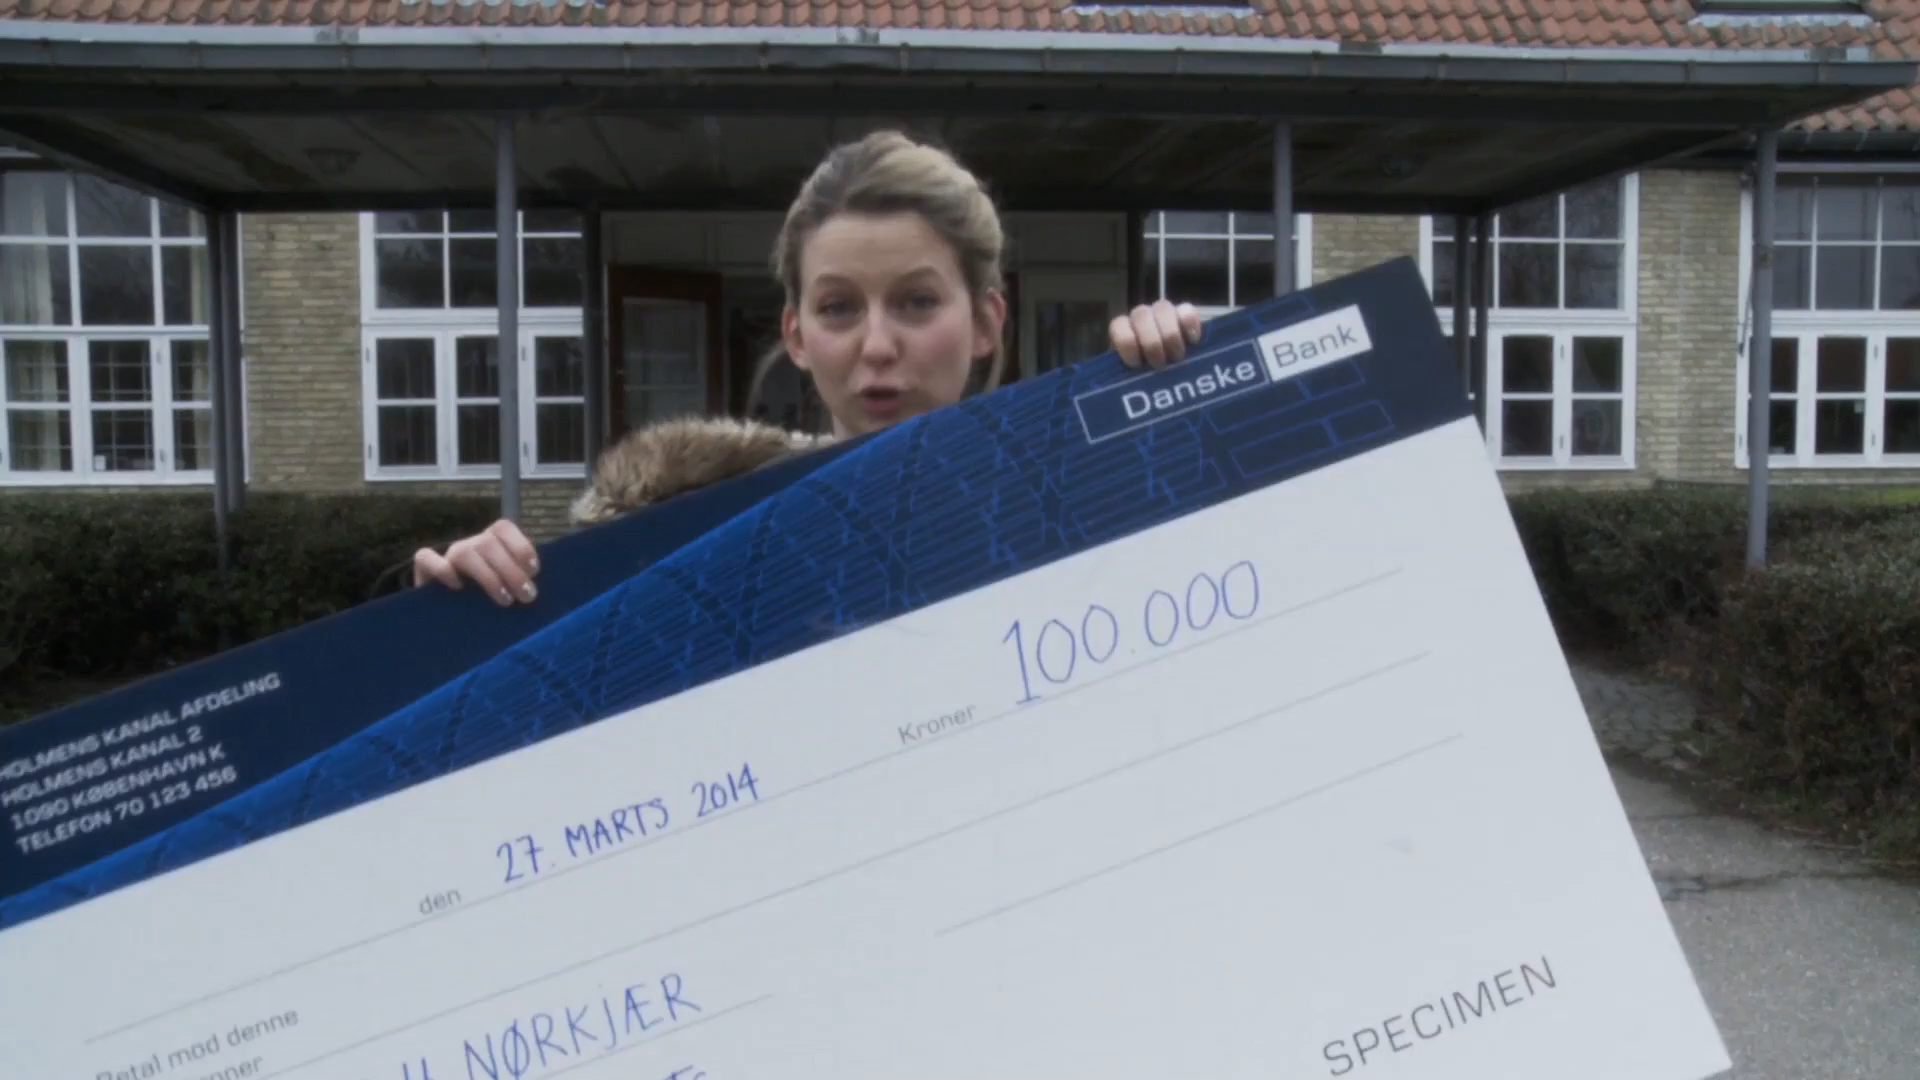 Danske Bank
HOLMENS KANAL AFDELING
HOLMENS KANAL 2
1090 KØBENHAVN K
TELEFON 70 123 456
den 27. MARTS 2014 Kroner 100.000
Betal mod denne
NØRKJÆR
SPECIMEN